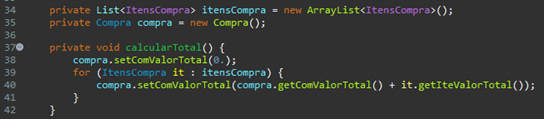 34 private List<ItensCompra> itensCompra = new ArrayList<ItensCompra>();
35 private Compra compra = new Compra();
36
37 private void calcularTotal() {
38 compra.setComValorTotal(0.);
39 for (ItensCompra it : itensCompra) {
40 compra.setComValorTotal(compra.getComValorTotal() + it.getIteValorTotal());
41 }
42 }